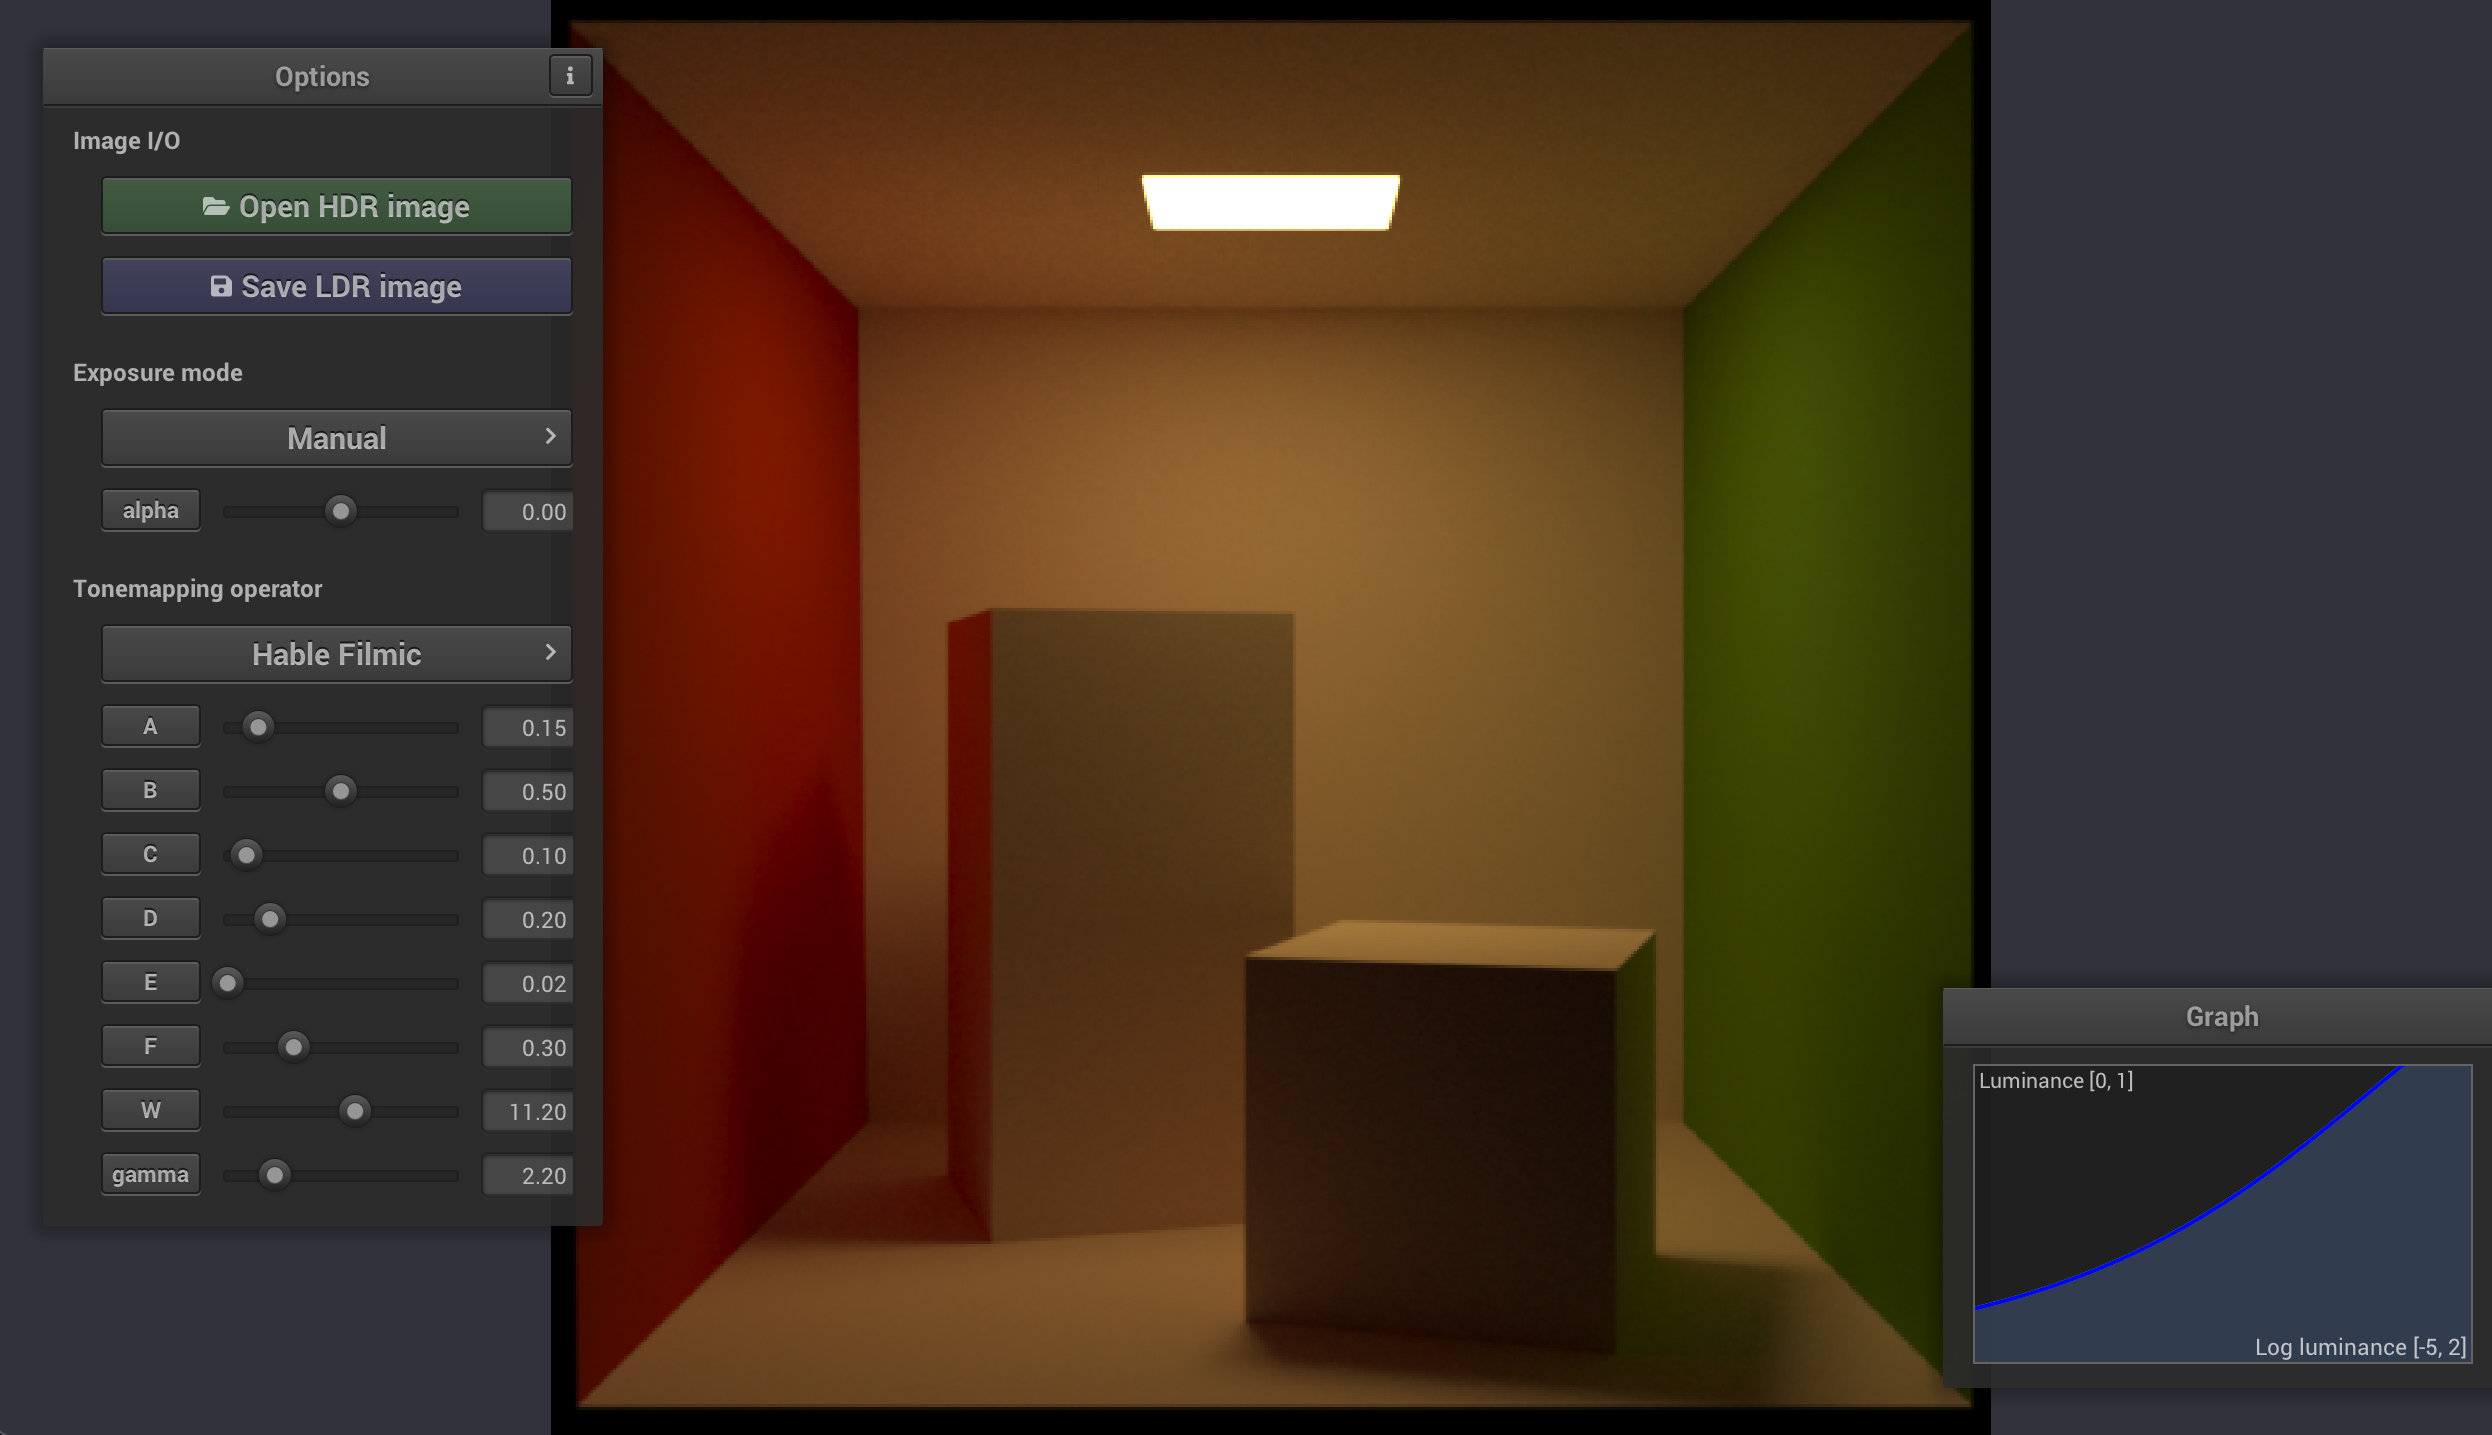 Options
i
Image I/O
Open HDR image
Save LDR image
Exposure mode
Manual
alpha 0.00
Tonemapping operator
Hable Filmic
A 0.15
B 0.50
C 0.10
D 0.20
E 0.02
F 0.30
W 11.20
gamma 2.20
Graph
Luminance [0, 1]
Log luminance [-5, 2]